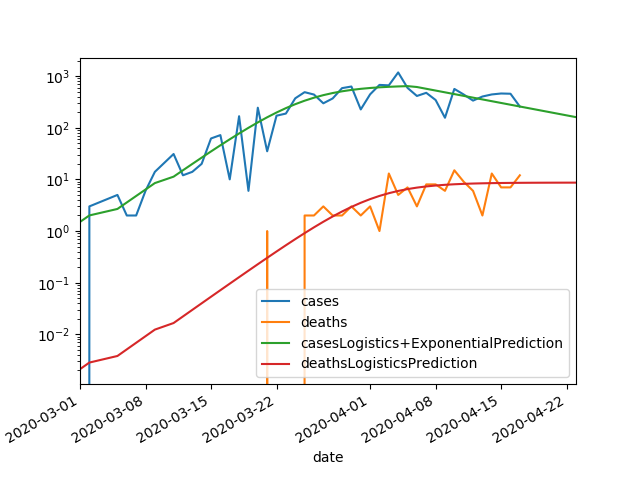 10³
10²
10¹
10⁰
10⁻¹
10⁻²
cases
deaths
casesLogistics+ExponentialPrediction
deathsLogisticsPrediction
2020-03-01
2020-03-08
2020-03-15
2020-03-22
2020-04-01
2020-04-08
2020-04-15
2020-04-22
date